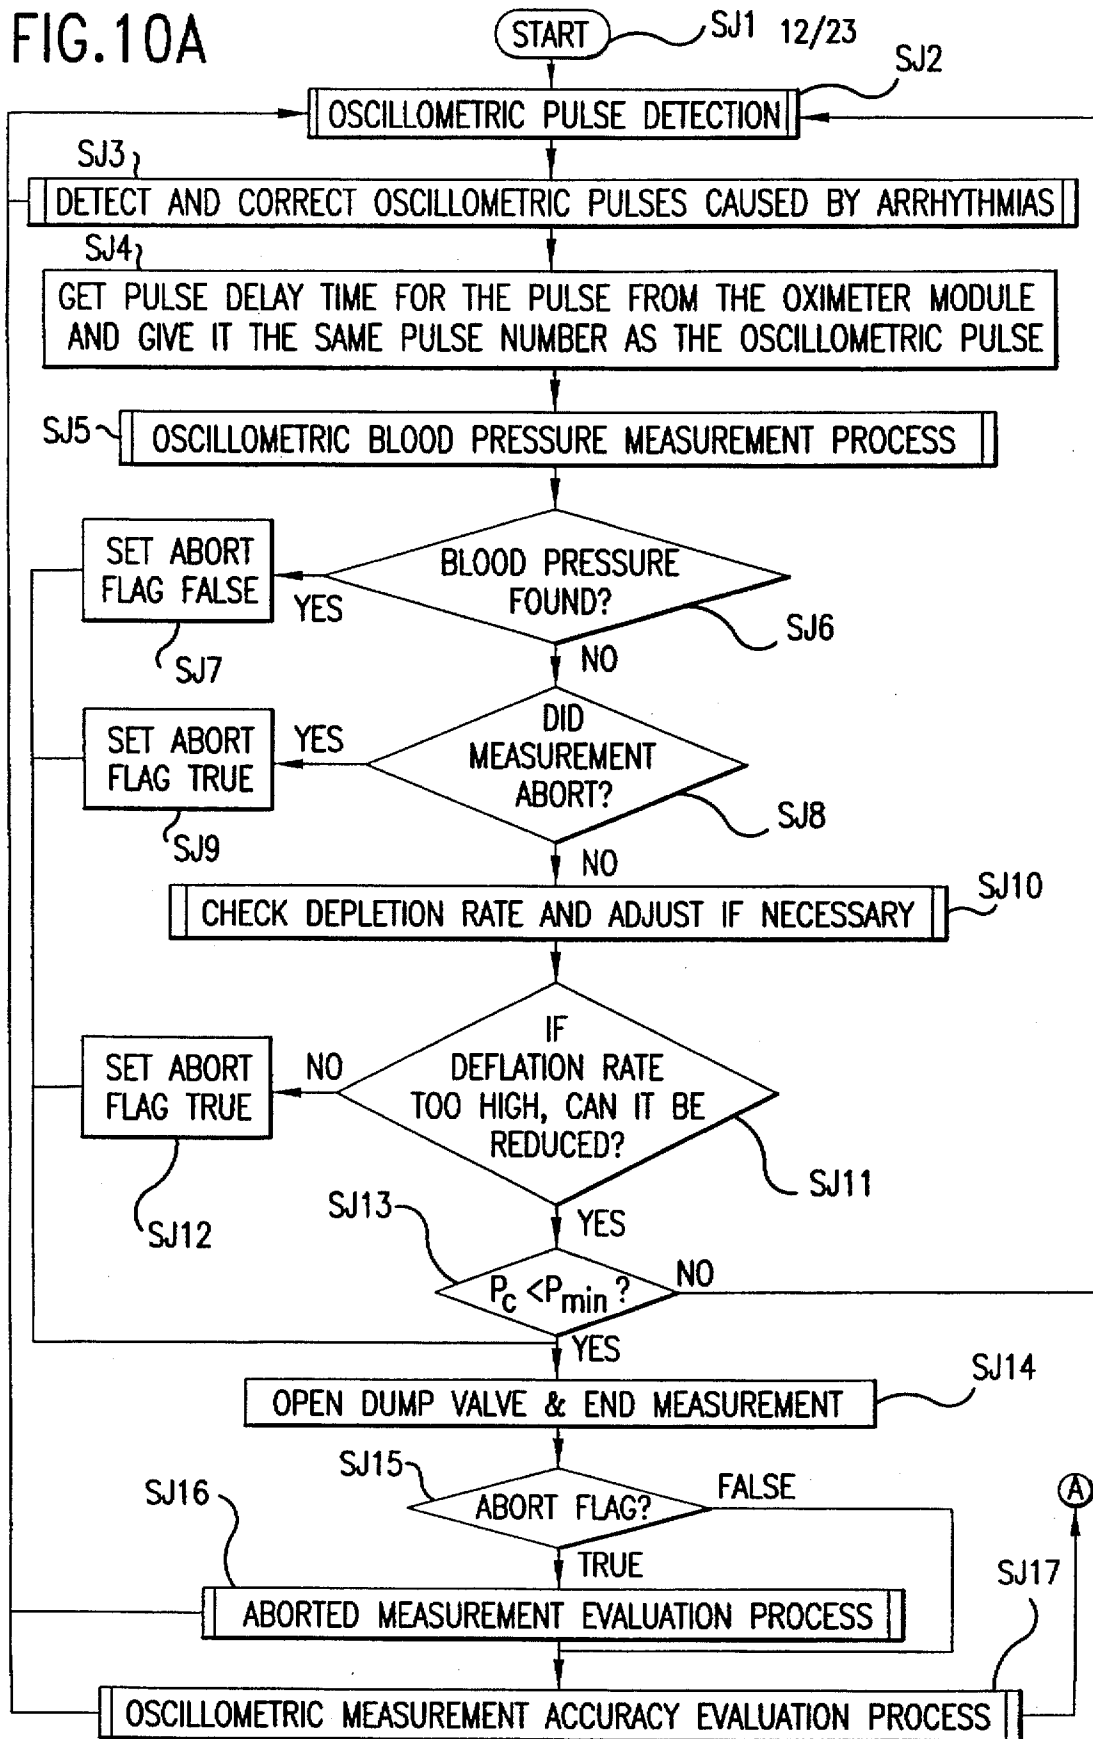 FIG.10A
START
SJ1 12/23
SJ2
OSCILLOMETRIC PULSE DETECTION
SJ3
DETECT AND CORRECT OSCILLOMETRIC PULSES CAUSED BY ARRHYTHMIAS
SJ4
GET PULSE DELAY TIME FOR THE PULSE FROM THE OXIMETER MODULE
AND GIVE IT THE SAME PULSE NUMBER AS THE OSCILLOMETRIC PULSE
SJ5
OSCILLOMETRIC BLOOD PRESSURE MEASUREMENT PROCESS
SET ABORT
FLAG FALSE
YES
BLOOD PRESSURE
FOUND?
SJ6
SJ7
NO
SET ABORT
FLAG TRUE
YES
DID
MEASUREMENT
ABORT?
SJ8
SJ9
NO
CHECK DEPLETION RATE AND ADJUST IF NECESSARY
SJ10
SET ABORT
FLAG TRUE
NO
IF
DEFLATION RATE
TOO HIGH, CAN IT BE
REDUCED?
SJ11
SJ12
YES
SJ13
Pc <Pmin ?
NO
YES
OPEN DUMP VALVE & END MEASUREMENT
SJ14
SJ15
ABORT FLAG?
FALSE
A
SJ16
TRUE
ABORTED MEASUREMENT EVALUATION PROCESS
SJ17
OSCILLOMETRIC MEASUREMENT ACCURACY EVALUATION PROCESS